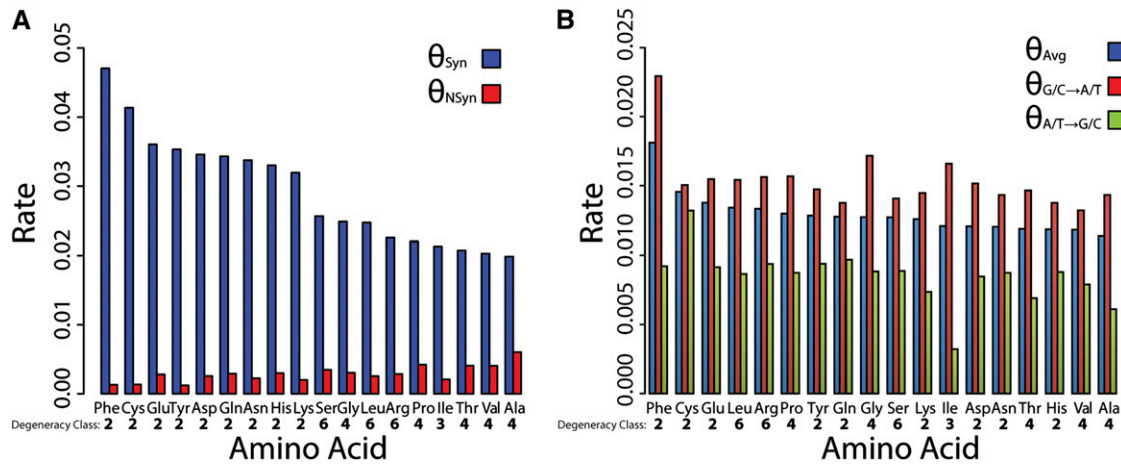 A
θSyn
θNSyn
Rate
0.05
0.04
0.03
0.02
0.01
0.00
Phe Cys Glu Tyr Asp Gln Asn His Lys Ser Gly Leu Arg Pro Ile Thr Val Ala
Degeneracy Class: 2 2 2 2 2 2 2 2 2 6 4 6 6 4 3 4 4 4
Amino Acid
B
θAvg
θG/C→A/T
θA/T→G/C
Rate
0.025
0.020
0.015
0.010
0.005
0.000
Phe Cys Glu Leu Arg Pro Tyr Gln Gly Ser Lys Ile Asp Asn Thr His Val Ala
Degeneracy Class: 2 2 2 6 6 4 2 2 4 6 2 3 2 2 4 2 4 4
Amino Acid